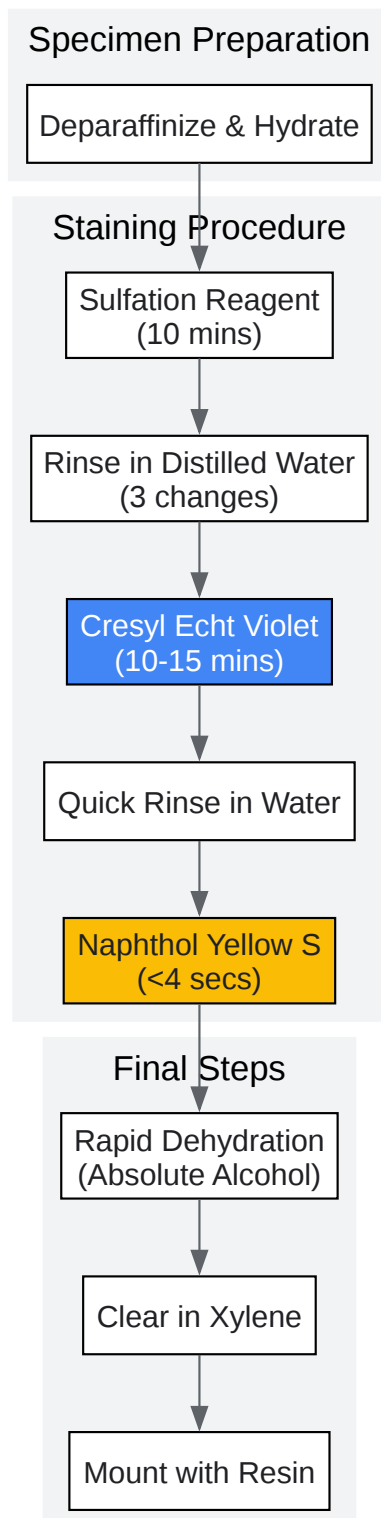 Specimen Preparation
Deparaffinize & Hydrate
Staining Procedure
Sulfation Reagent
(10 mins)
Rinse in Distilled Water
(3 changes)
Cresyl Echt Violet
(10-15 mins)
Quick Rinse in Water
Naphthol Yellow S
(<4 secs)
Final Steps
Rapid Dehydration
(Absolute Alcohol)
Clear in Xylene
Mount with Resin